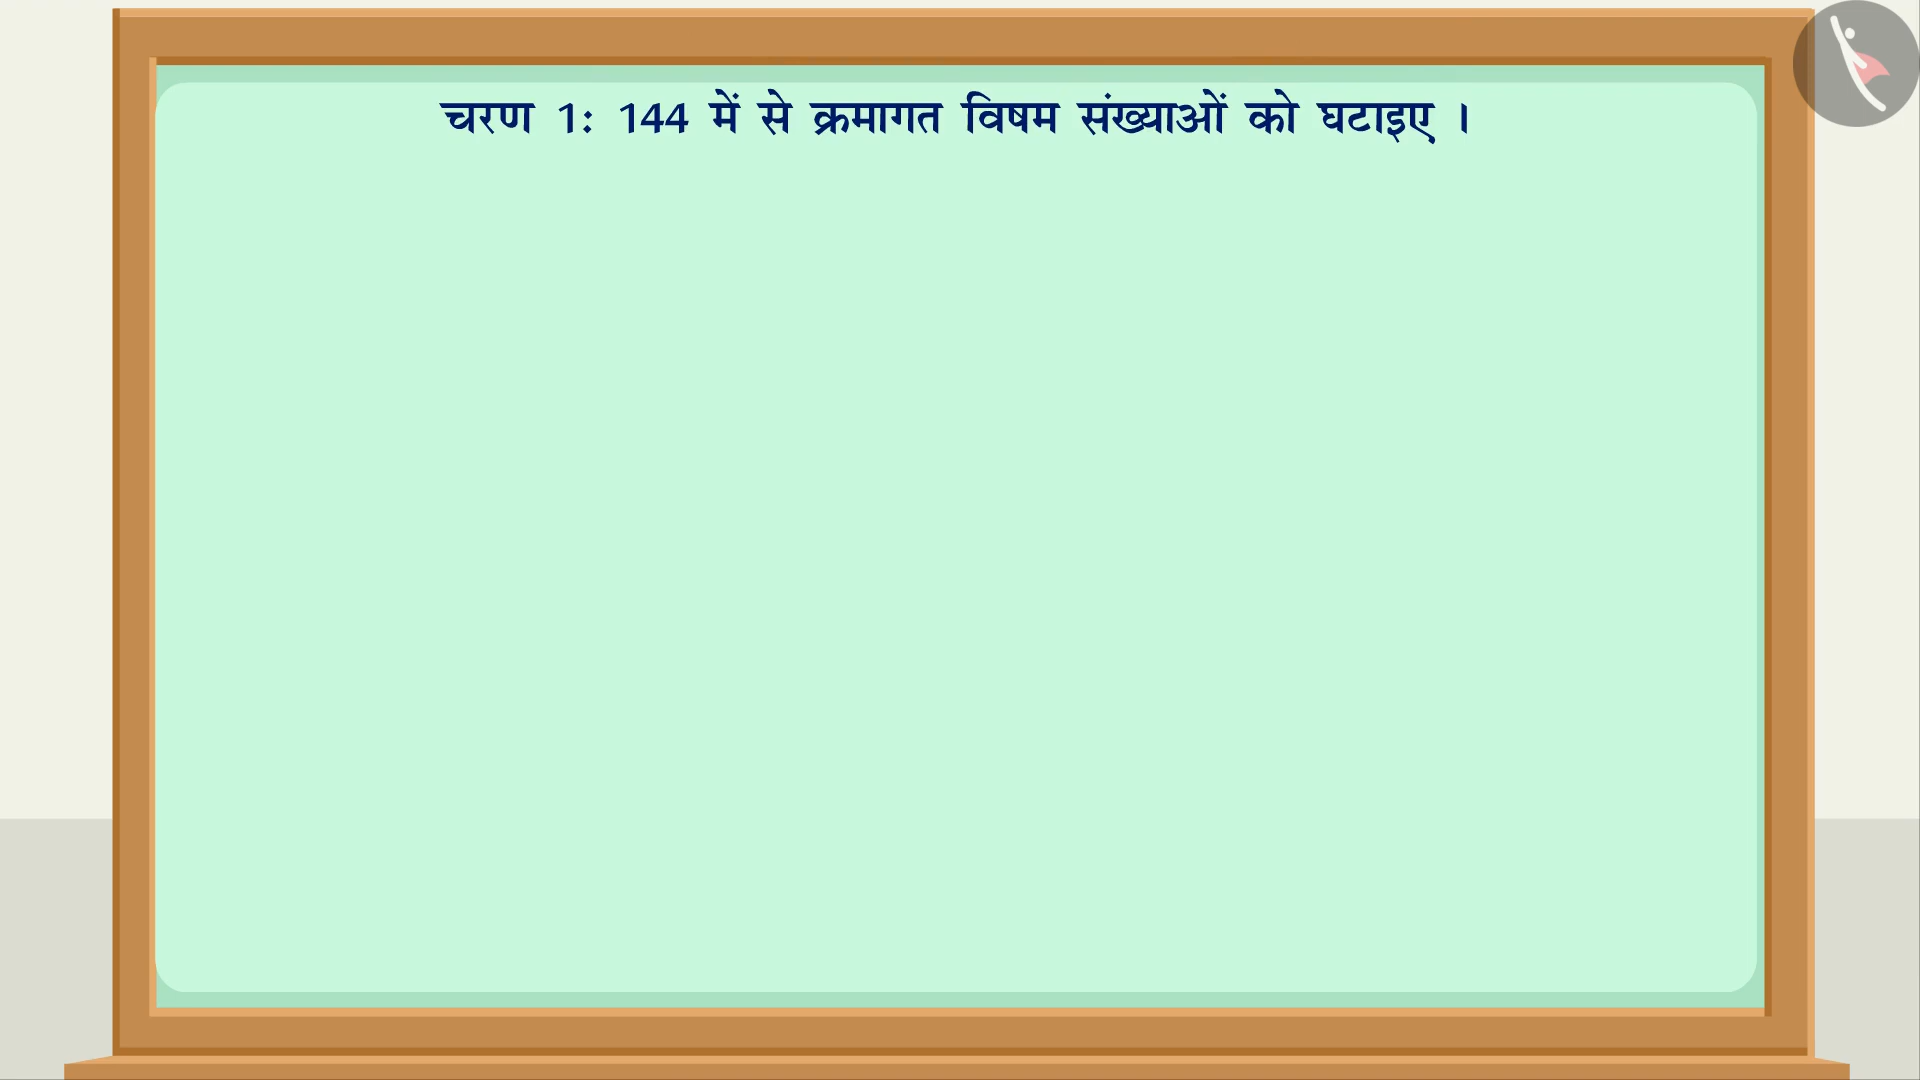 चरण 1: 144 में से क्रमागत विषम संख्याओं को घटाइए ।